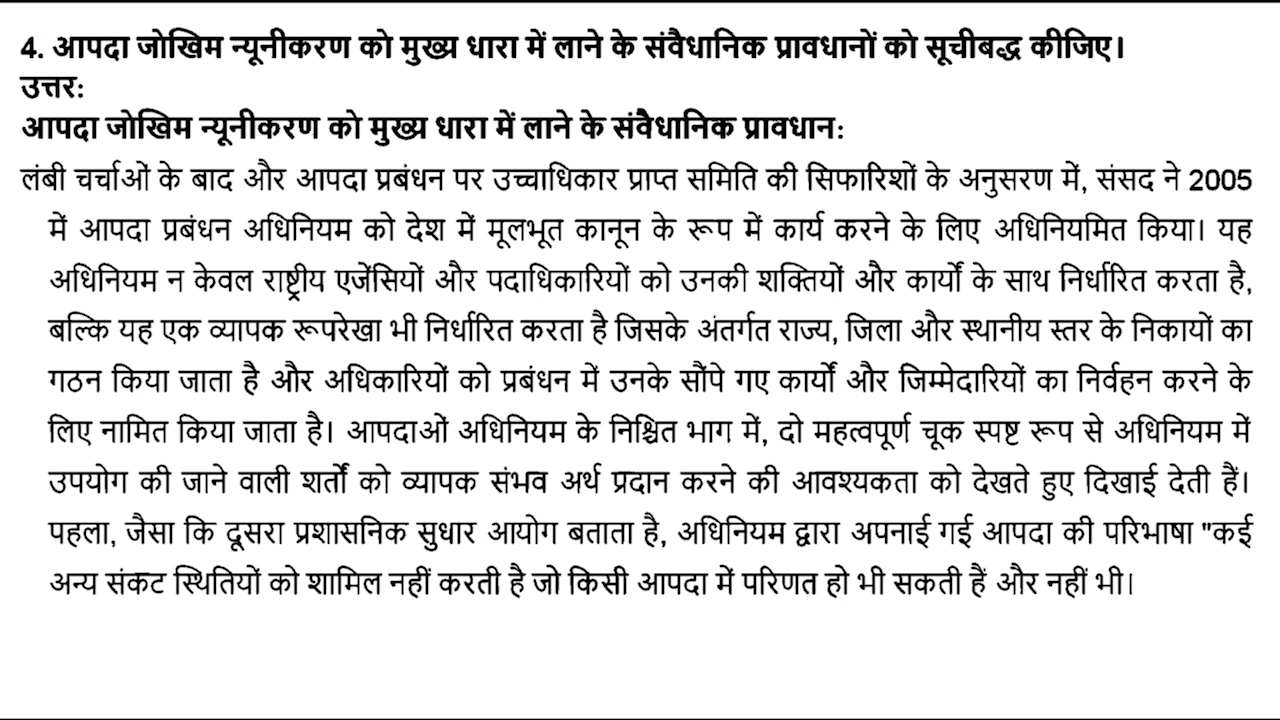 4. आपदा जोखिम न्यूनीकरण को मुख्य धारा में लाने के संवैधानिक प्रावधानों को सूचीबद्ध कीजिए।
उत्तर:
आपदा जोखिम न्यूनीकरण को मुख्य धारा में लाने के संवैधानिक प्रावधान:
लंबी चर्चाओं के बाद और आपदा प्रबंधन पर उच्चाधिकार प्राप्त समिति की सिफारिशों के अनुसरण में, संसद ने 2005
में आपदा प्रबंधन अधिनियम को देश में मूलभूत कानून के रूप में कार्य करने के लिए अधिनियमित किया। यह
अधिनियम न केवल राष्ट्रीय एजेंसियों और पदाधिकारियों को उनकी शक्तियों और कार्यों के साथ निर्धारित करता है,
बल्कि यह एक व्यापक रूपरेखा भी निर्धारित करता है जिसके अंतर्गत राज्य, जिला और स्थानीय स्तर के निकायों का
गठन किया जाता है और अधिकारियों को प्रबंधन में उनके सौंपे गए कार्यों और जिम्मेदारियों का निर्वहन करने के
लिए नामित किया जाता है। आपदाओं अधिनियम के निश्चित भाग में, दो महत्वपूर्ण चूक स्पष्ट रूप से अधिनियम में
उपयोग की जाने वाली शर्तों को व्यापक संभव अर्थ प्रदान करने की आवश्यकता को देखते हुए दिखाई देती हैं।
पहला, जैसा कि दूसरा प्रशासनिक सुधार आयोग बताता है, अधिनियम द्वारा अपनाई गई आपदा की परिभाषा "कई
अन्य संकट स्थितियों को शामिल नहीं करती है जो किसी आपदा में परिणत हो भी सकती हैं और नहीं भी।